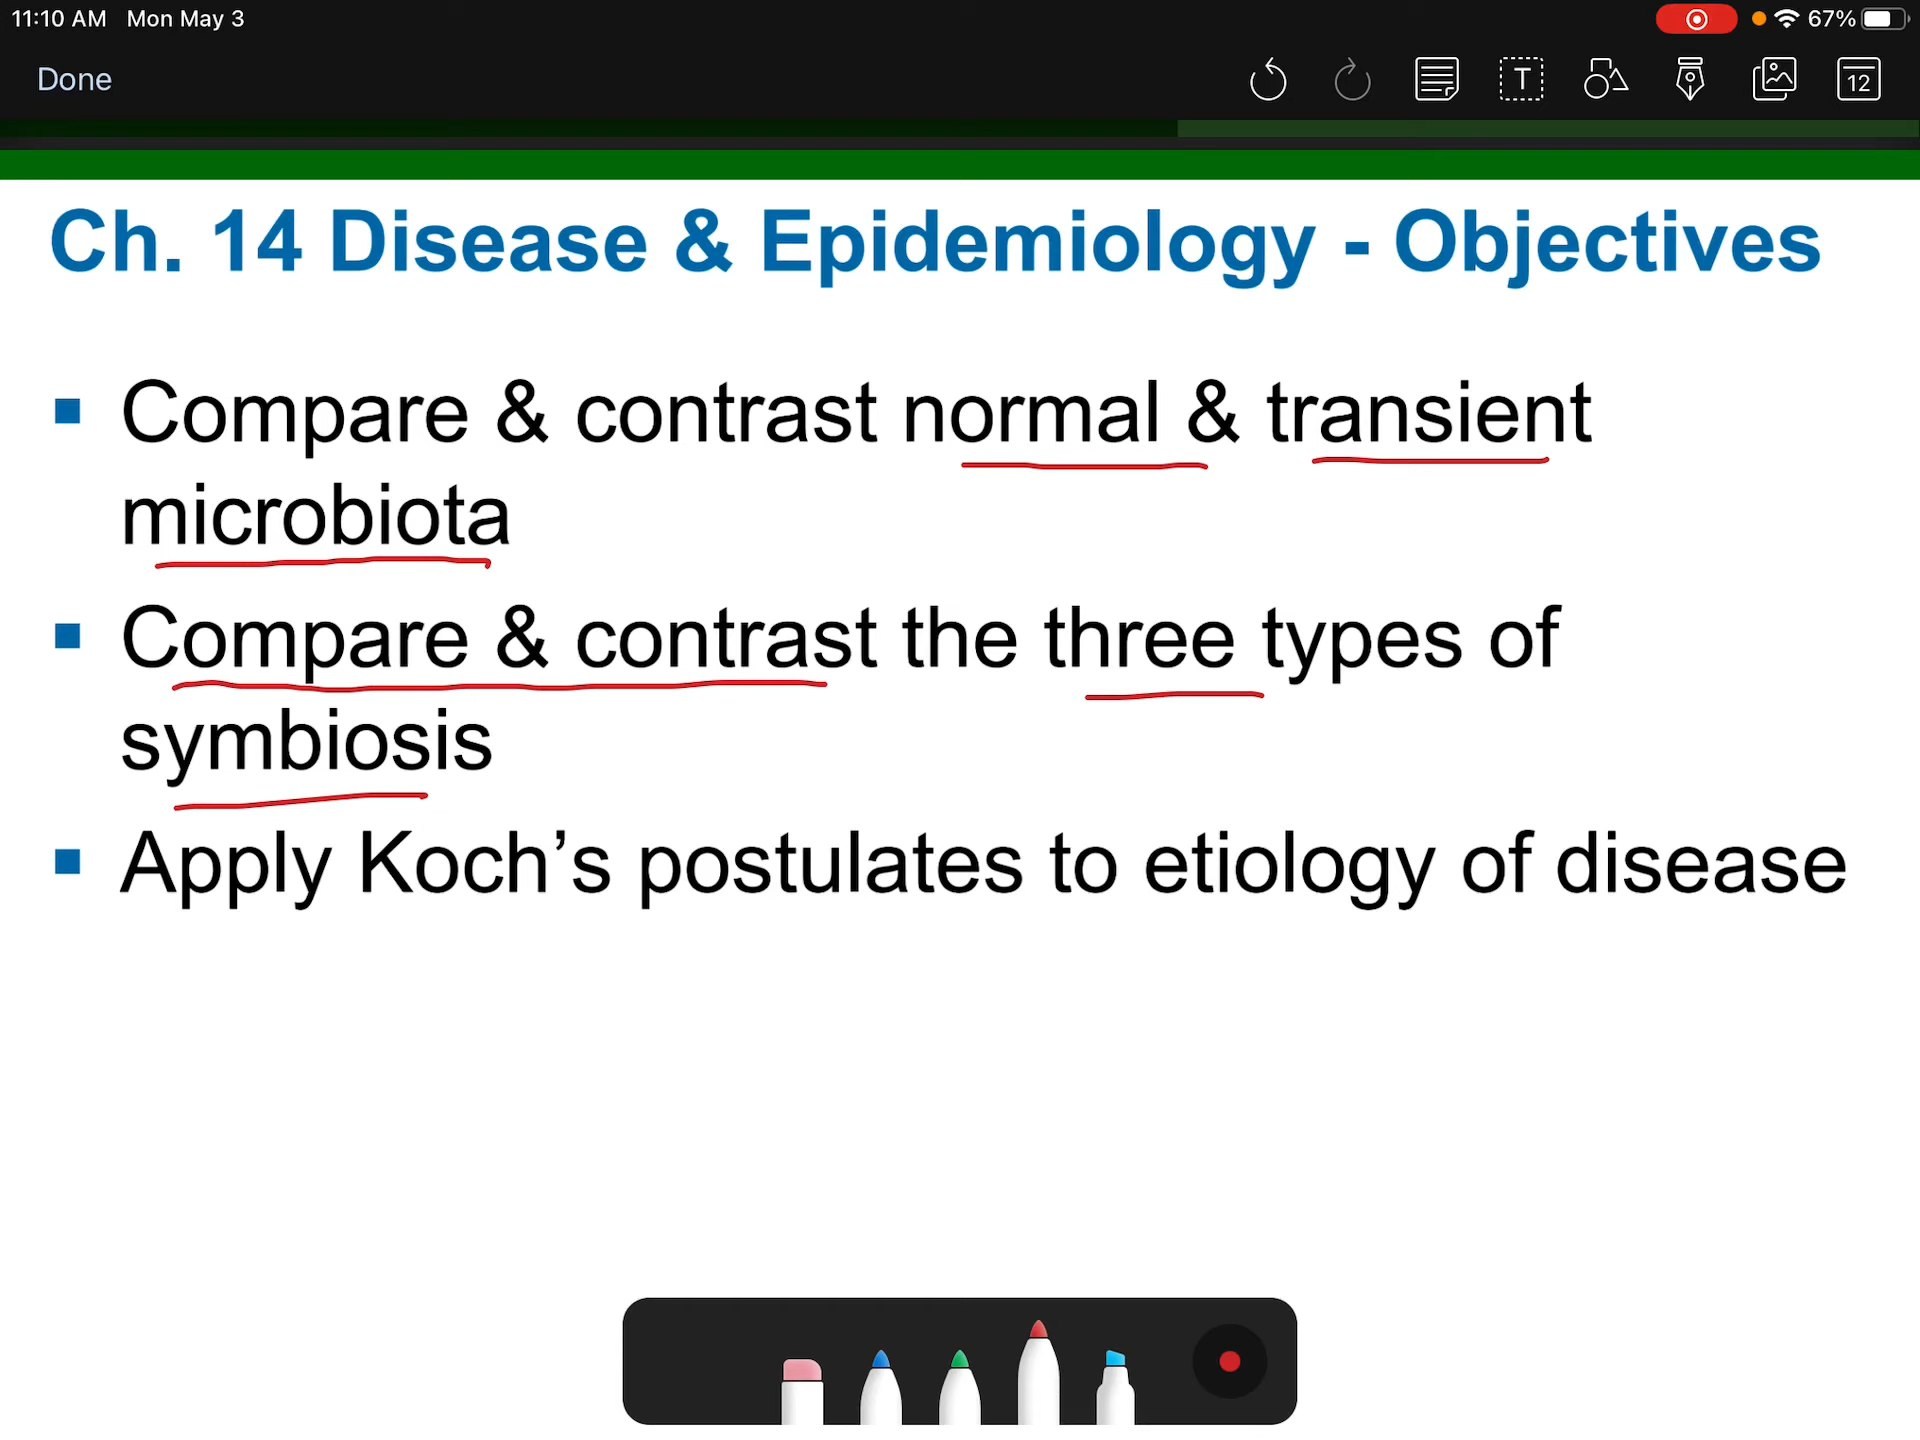 11:10 AM Mon May 3 67%
Done T 12
Ch. 14 Disease & Epidemiology - Objectives
Compare & contrast normal & transient
microbiota
Compare & contrast the three types of
symbiosis
Apply Koch’s postulates to etiology of disease